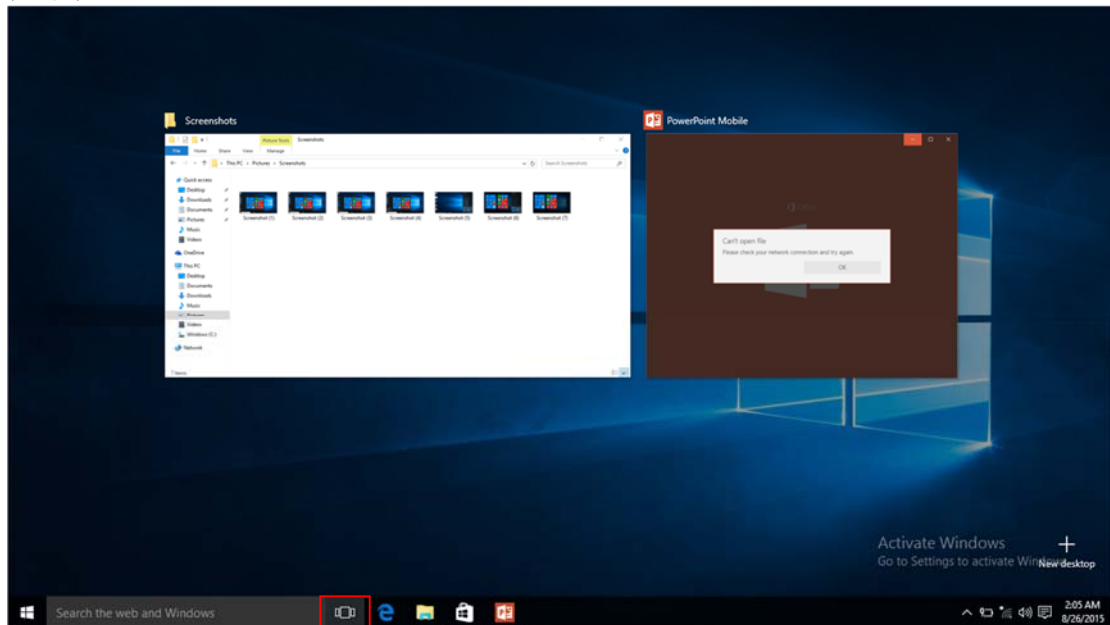 Screenshots
PowerPoint Mobile
Picture Tools Screenshots
File Home Share View Manage
This PC Pictures Screenshots
Search Screenshots
Quick access
Desktop
Downloads
Documents
Pictures
Music
Videos
OneDrive
This PC
Desktop
Documents
Downloads
Music
Pictures
Videos
Windows (C:)
Network
Screenshot (1) Screenshot (2) Screenshot (3) Screenshot (4) Screenshot (5) Screenshot (6) Screenshot (7)
7 items
Can't open file
Please check your network connection and try again.
OK
Activate Windows
Go to Settings to activate
New desktop
Search the web and Windows
2:05 AM
8/26/2015